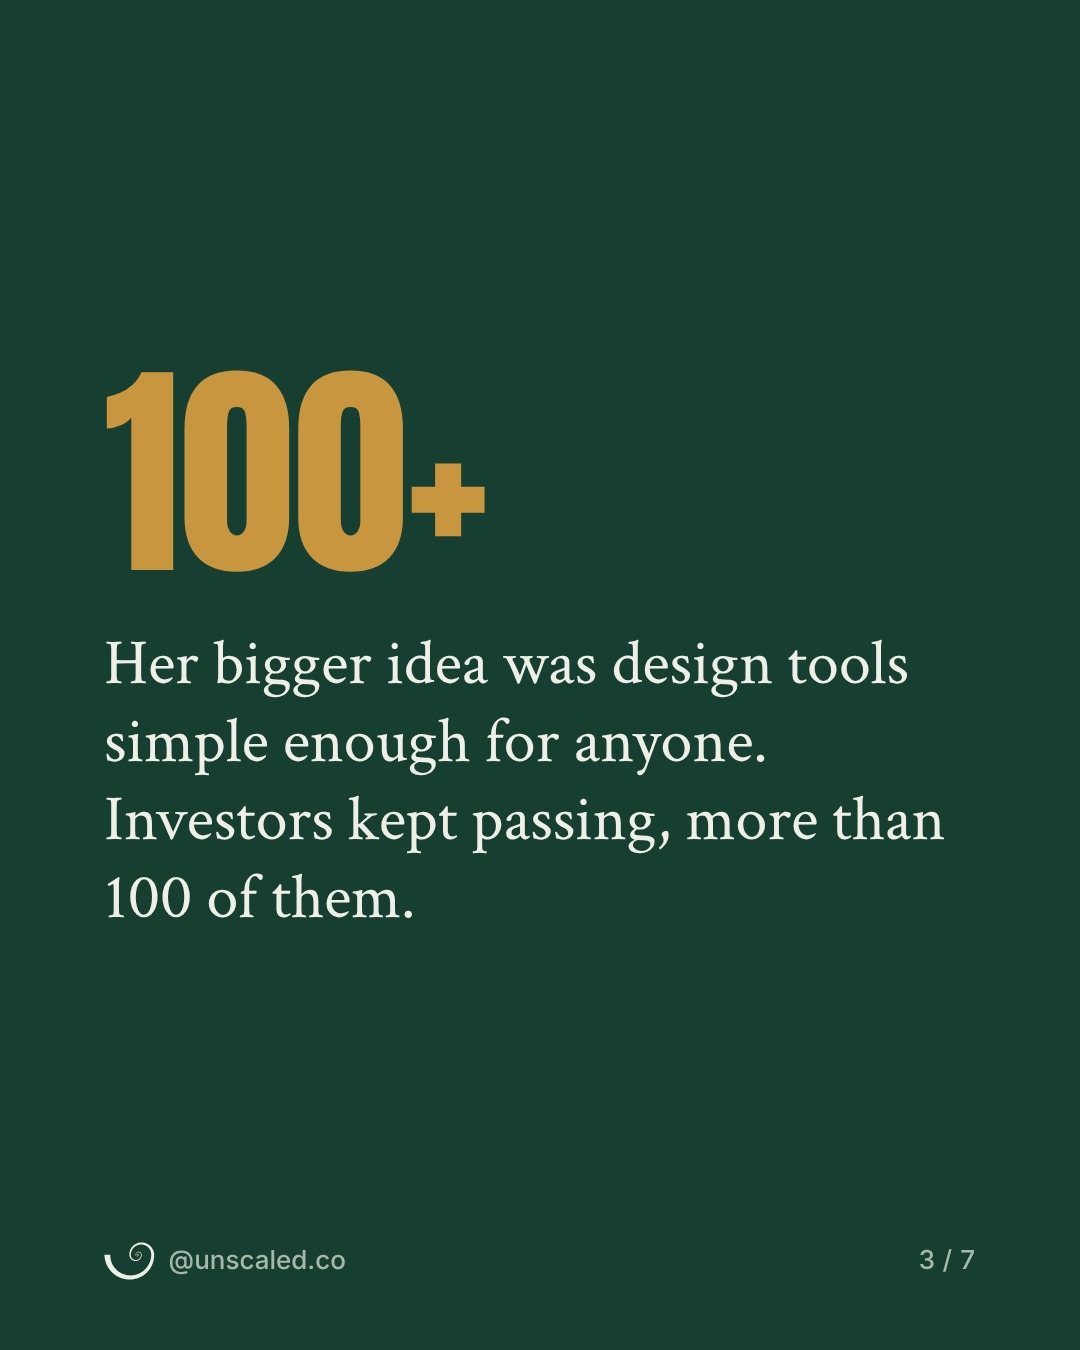 100+
Her bigger idea was design tools
simple enough for anyone.
Investors kept passing, more than
100 of them.
@unscaled.co
3 / 7